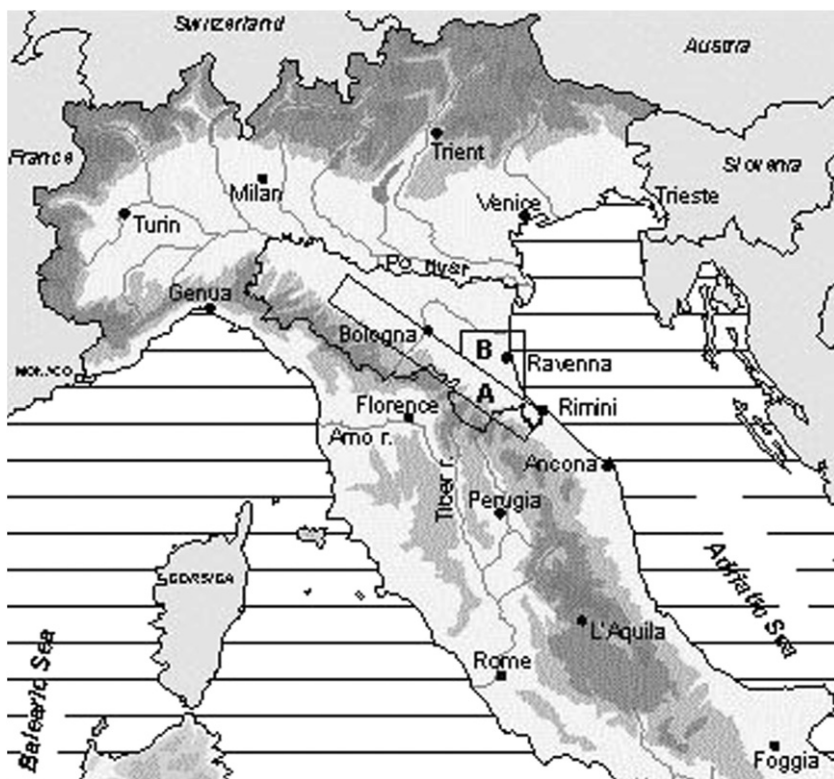 Switzerland
Austria
France
Trient
Slovenia
Milan
Venice
Trieste
Turin
Po river
Genua
Bologna
B
Ravenna
MONACO
A
Florence
Rimini
Arno r.
Ancona
Tiber r.
Perugia
Adriatic Sea
CORSICA
L'Aquila
Balearic Sea
Rome
Foggia